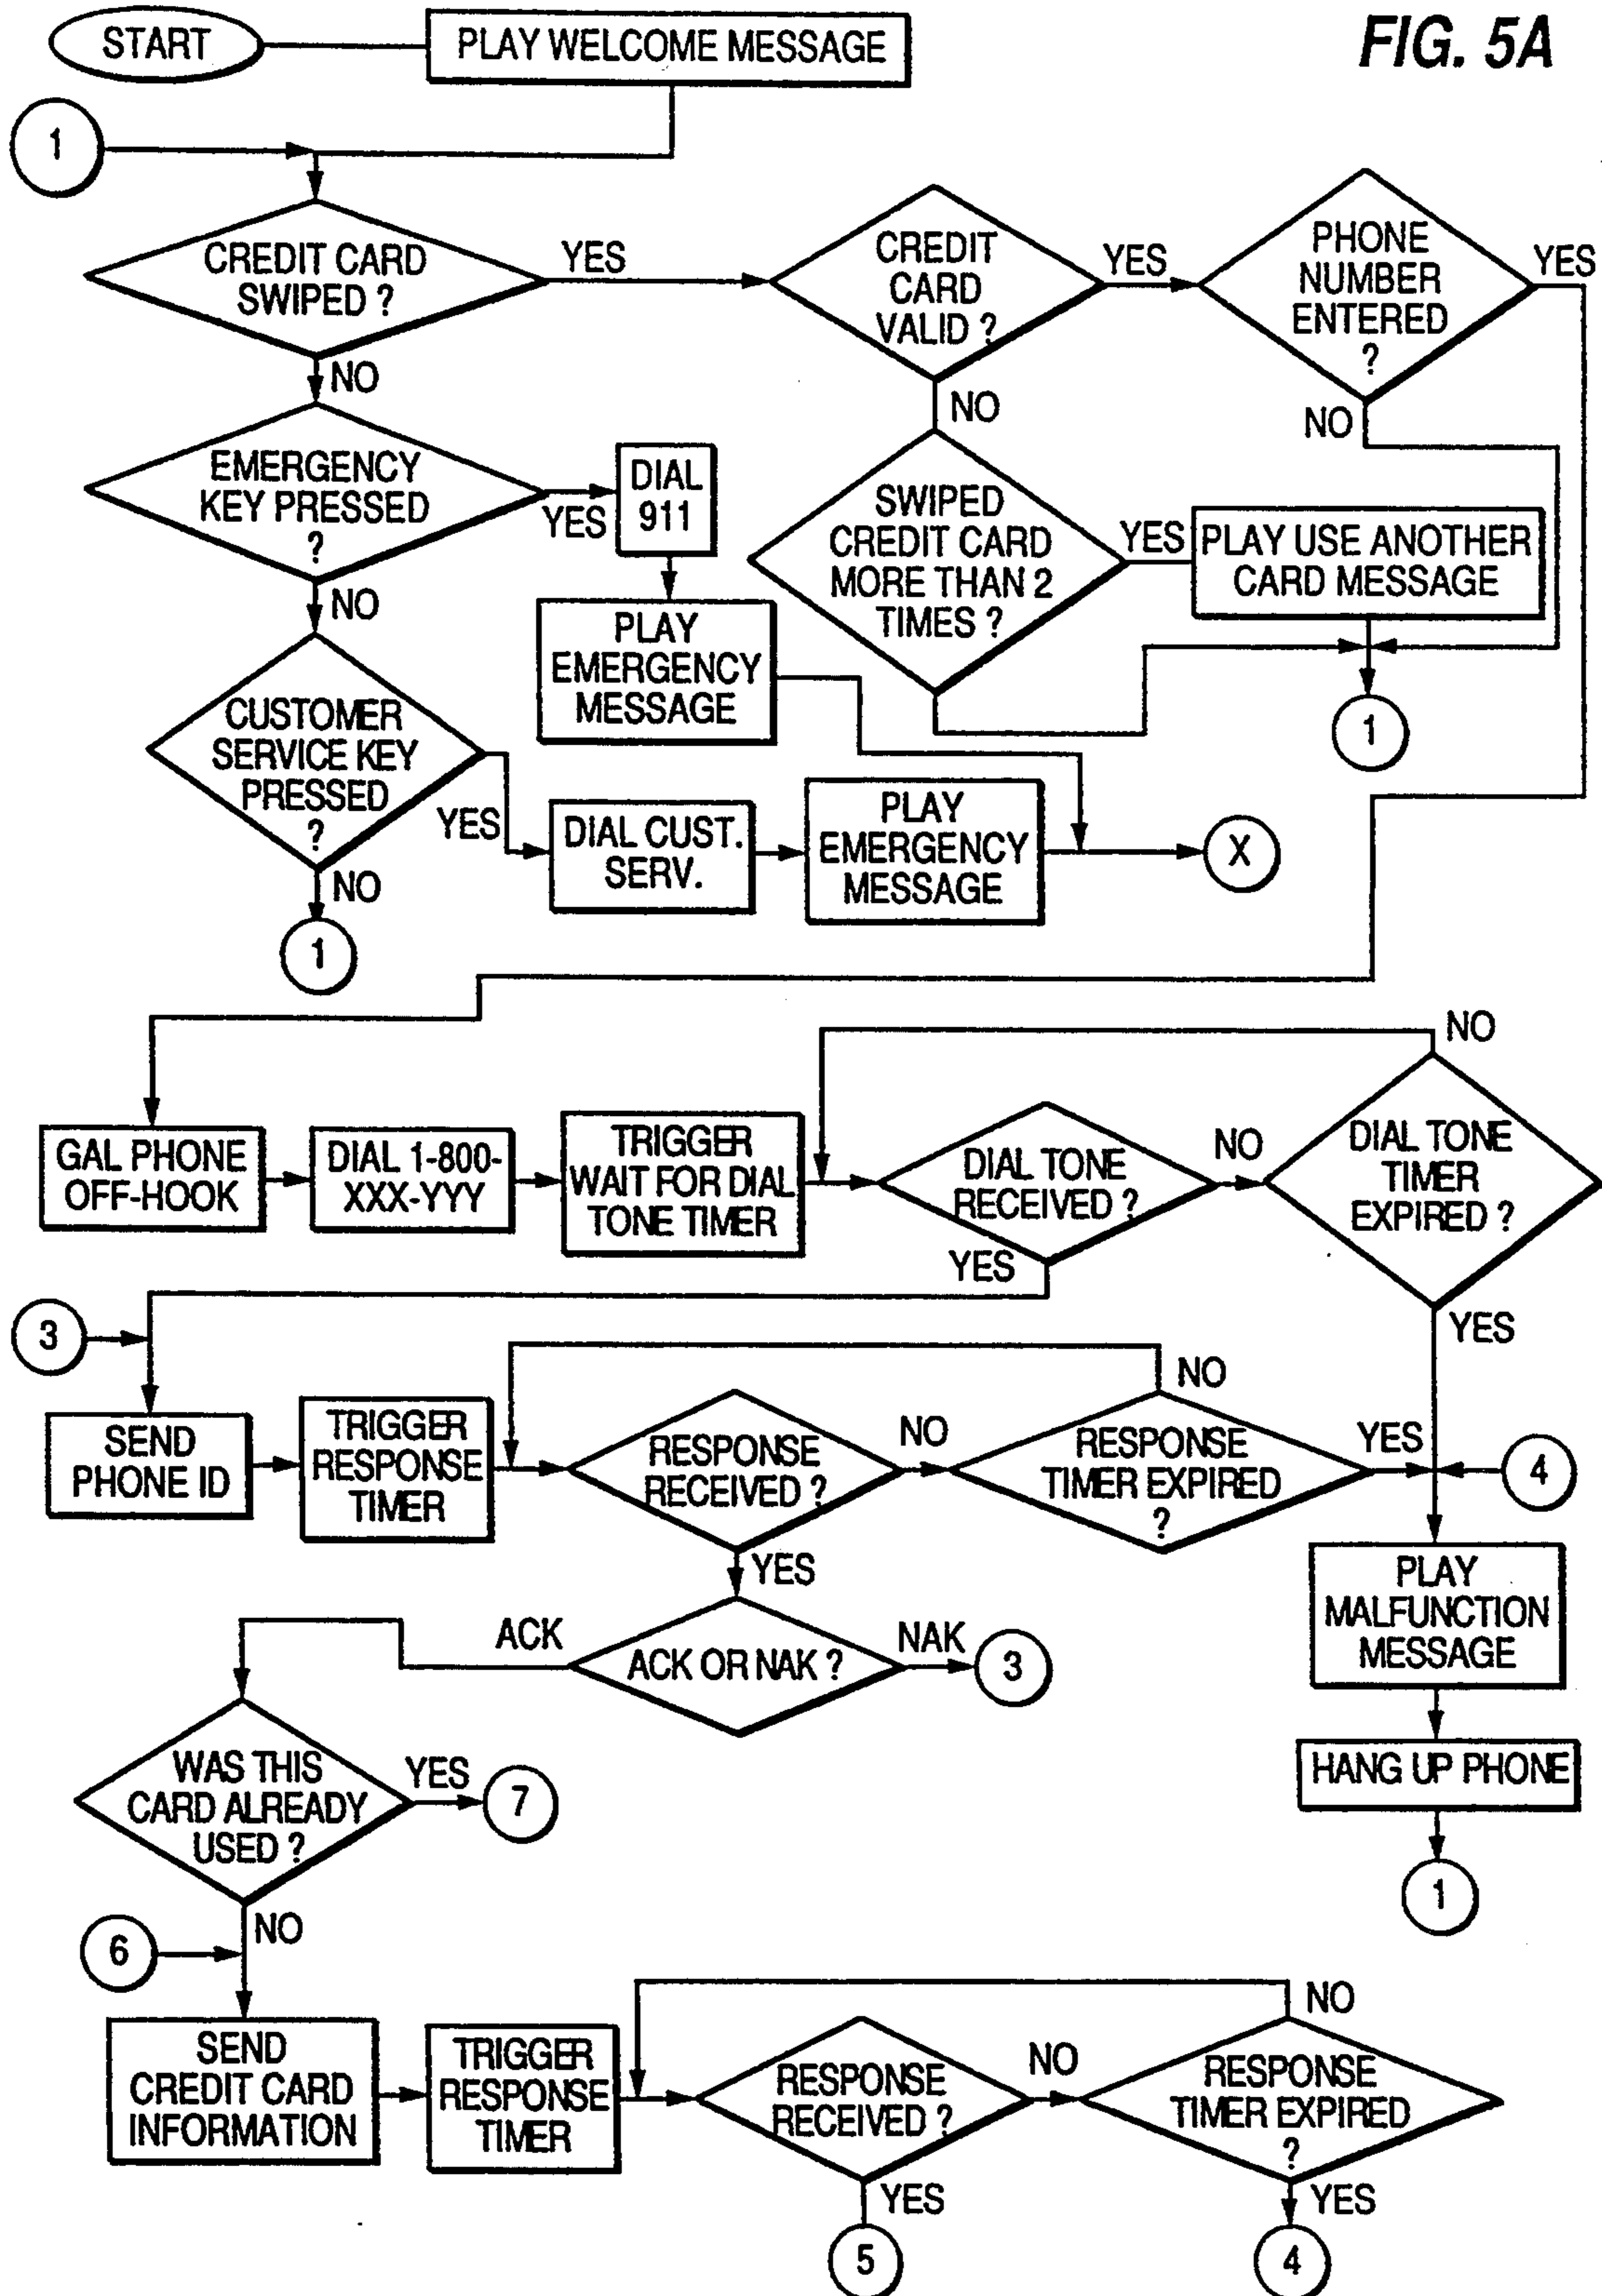 FIG. 5A
START
PLAY WELCOME MESSAGE
1
CREDIT CARD
SWIPED ?
YES
NO
CREDIT
CARD
VALID ?
YES
NO
PHONE
NUMBER
ENTERED
?
YES
NO
EMERGENCY
KEY PRESSED
?
YES
NO
DIAL
911
PLAY
EMERGENCY
MESSAGE
SWIPED
CREDIT CARD
MORE THAN 2
TIMES ?
YES
PLAY USE ANOTHER
CARD MESSAGE
1
CUSTOMER
SERVICE KEY
PRESSED
?
YES
NO
1
DIAL CUST.
SERV.
PLAY
EMERGENCY
MESSAGE
X
GAL PHONE
OFF-HOOK
DIAL 1-800-
XXX-YYY
TRIGGER
WAIT FOR DIAL
TONE TIMER
DIAL TONE
RECEIVED ?
NO
YES
DIAL TONE
TIMER
EXPIRED ?
NO
YES
3
SEND
PHONE ID
TRIGGER
RESPONSE
TIMER
RESPONSE
RECEIVED ?
NO
YES
RESPONSE
TIMER EXPIRED
?
NO
YES
4
PLAY
MALFUNCTION
MESSAGE
HANG UP PHONE
1
ACK OR NAK ?
ACK
NAK
3
WAS THIS
CARD ALREADY
USED ?
YES
7
NO
6
SEND
CREDIT CARD
INFORMATION
TRIGGER
RESPONSE
TIMER
RESPONSE
RECEIVED ?
NO
YES
5
RESPONSE
TIMER EXPIRED
?
NO
YES
4